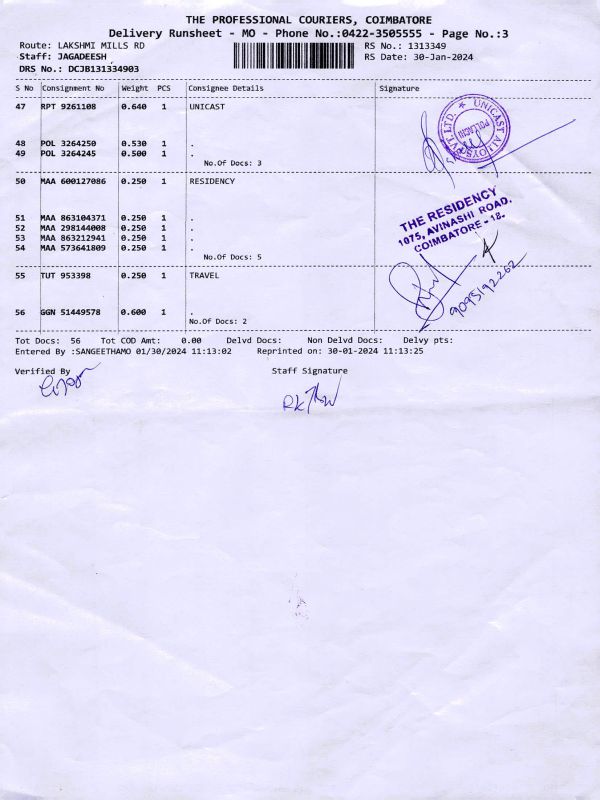 THE PROFESSIONAL COURIERS, COIMBATORE
Delivery Runsheet - MO - Phone No.:0422-3505555 - Page No.:3
Route: LAKSHMI MILLS RD RS No.: 1313349
Staff: JAGADEESH RS Date: 30-Jan-2024
DRS No.: DCJB131334903
S No Consignment No Weight PCS Consignee Details Signature
47 RPT 9261108 0.640 1 UNICAST
48 POL 3264250 0.530 1 .
49 POL 3264245 0.500 1 .
No.Of Docs: 3
UNICAST ALLOYS PVT. LTD. ★
POLLACHI
50 MAA 600127086 0.250 1 RESIDENCY
51 MAA 863104371 0.250 1 .
52 MAA 298144008 0.250 1 .
53 MAA 863212941 0.250 1 .
54 MAA 573641809 0.250 1 .
No.Of Docs: 5
THE RESIDENCY
1075, AVINASHI ROAD,
COIMBATORE - 18.
55 TUT 953398 0.250 1 TRAVEL
56 GGN 51449578 0.600 1 .
No.Of Docs: 2
9095192262
Tot Docs: 56 Tot COD Amt: 0.00 Delvd Docs: Non Delvd Docs: Delvy pts:
Entered By :SANGEETHAMO 01/30/2024 11:13:02 Reprinted on: 30-01-2024 11:13:25
Verified By Staff Signature